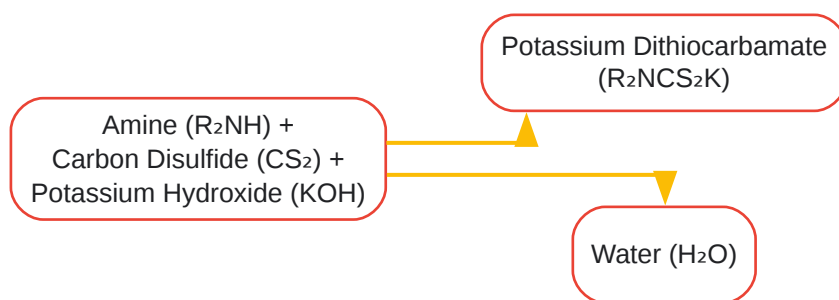 Potassium Dithiocarbamate
(R₂NCS₂K)
Amine (R₂NH) +
Carbon Disulfide (CS₂) +
Potassium Hydroxide (KOH)
Water (H₂O)